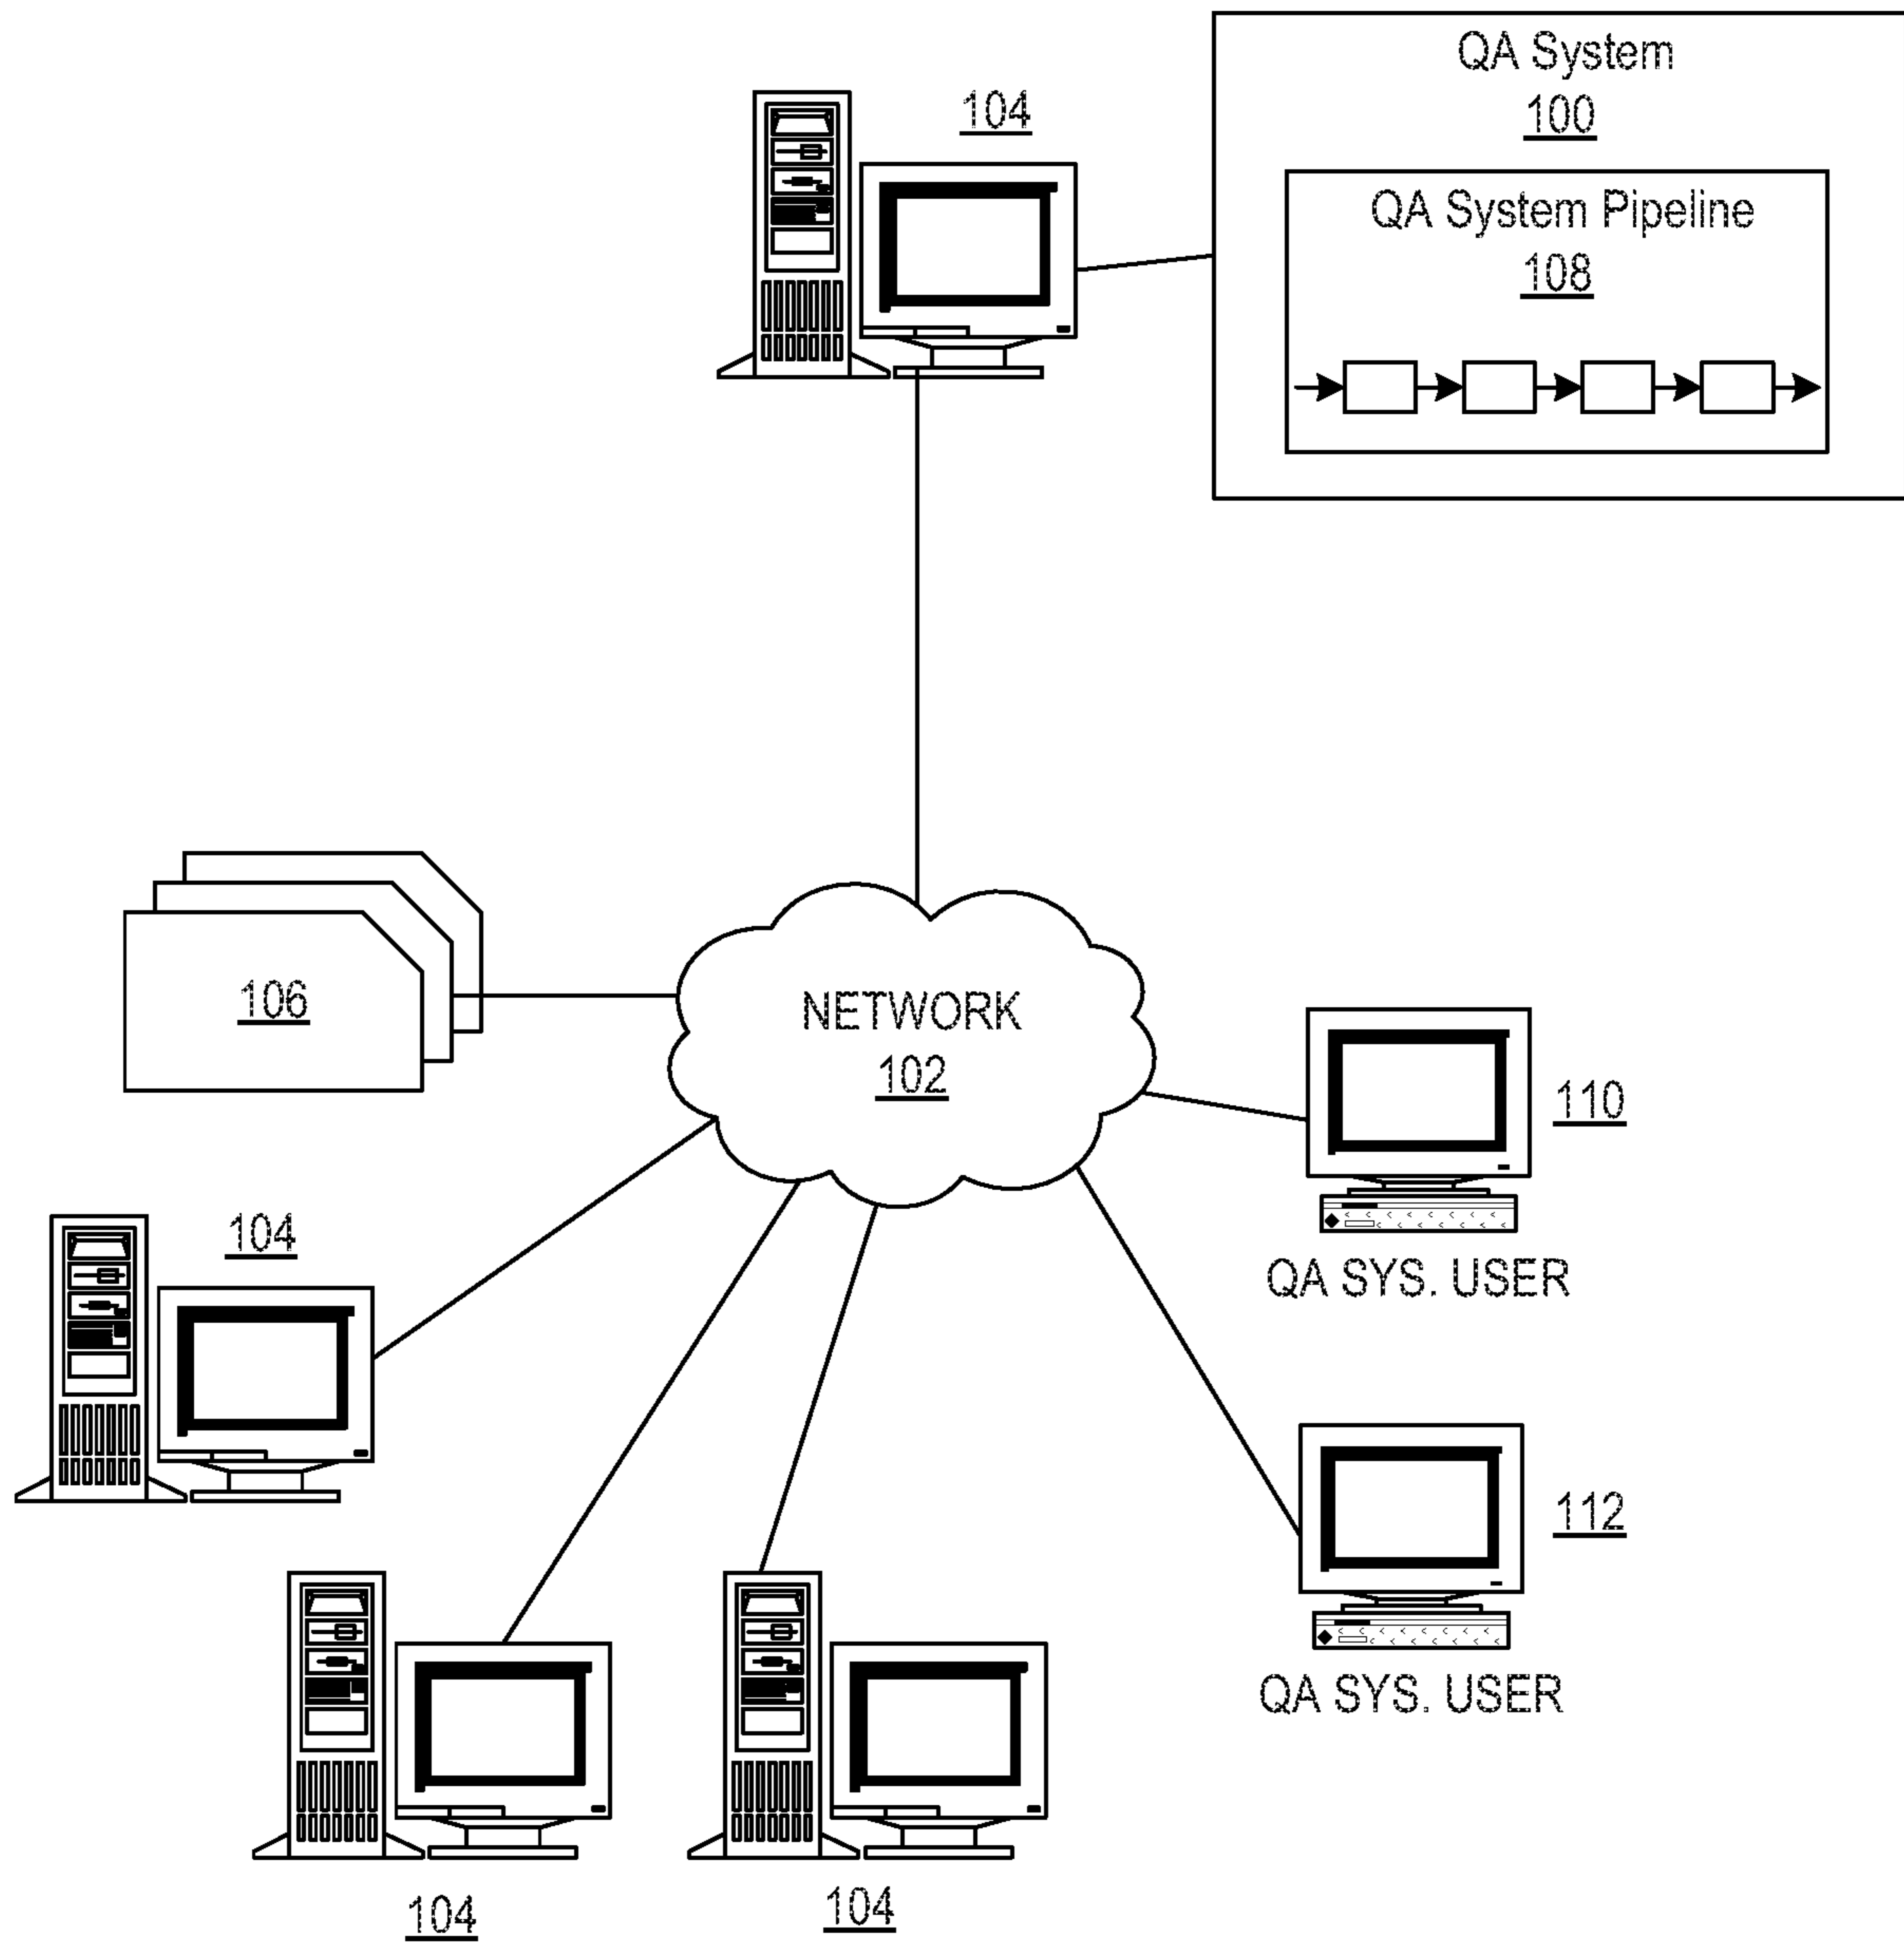 QA System
100
104
QA System Pipeline
108
106
NETWORK
102
110
104
QA SYS. USER
112
QA SYS. USER
104
104